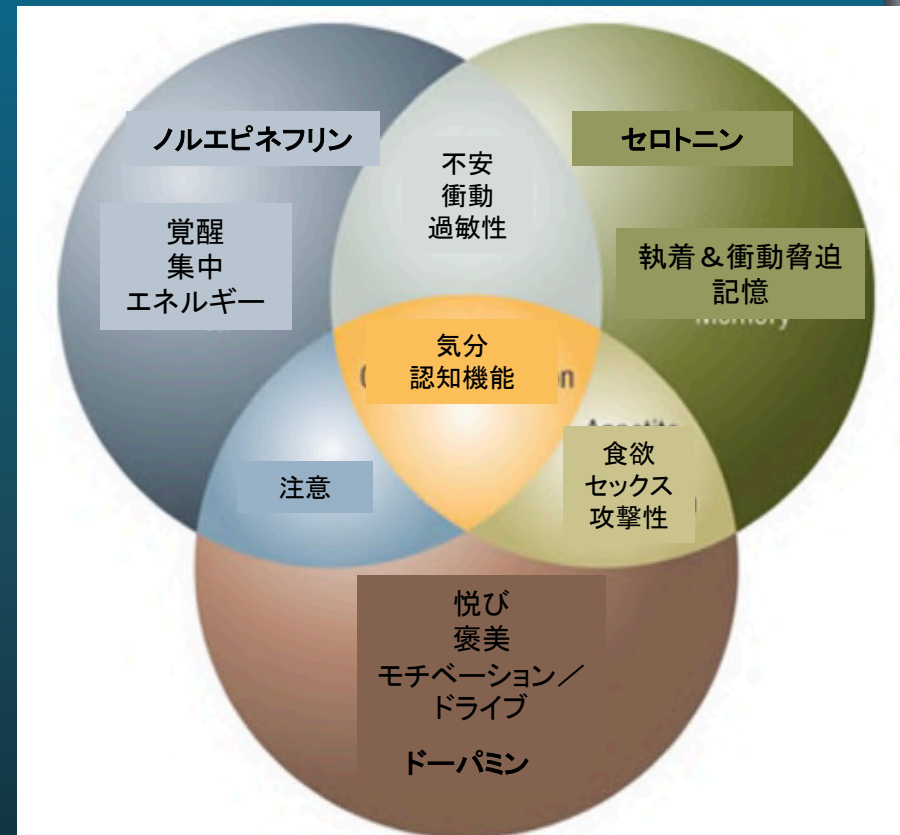 ノルエピネフリン
セロトニン
不安
衝動
過敏性
覚醒
集中
エネルギー
執着＆衝動脅迫
記憶
Memory
気分
認知機能
注意
食欲
セックス
攻撃性
悦び
褒美
モチベーション／
ドライブ
ドーパミン